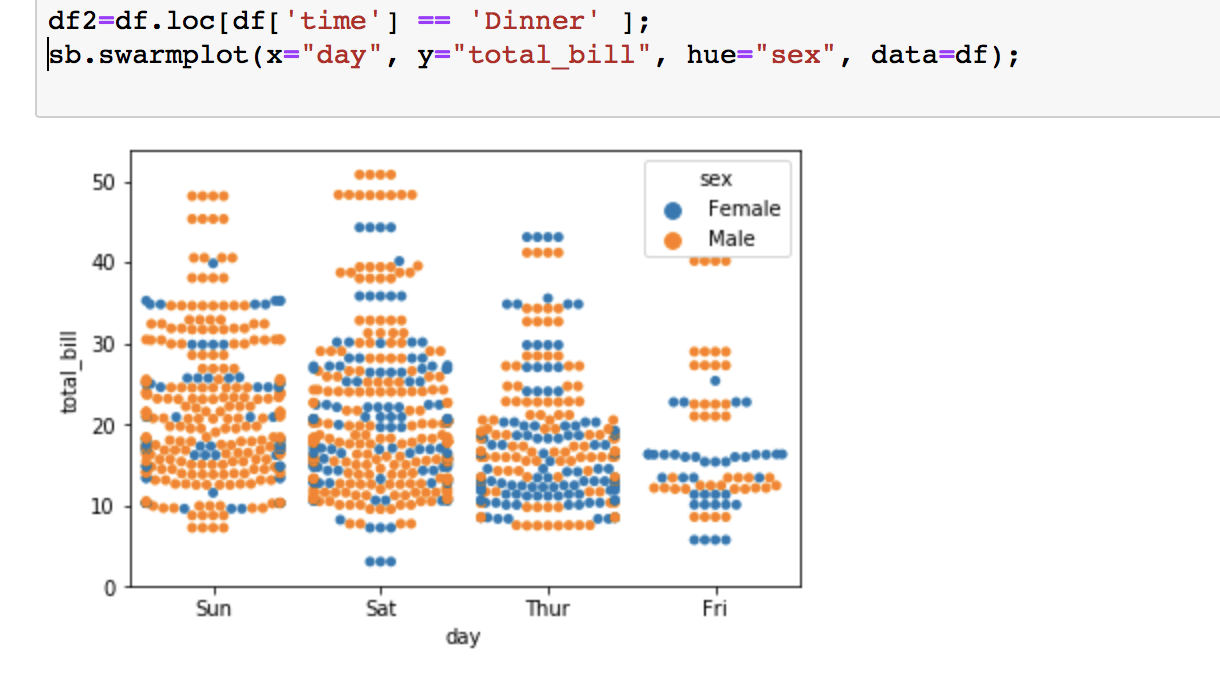 df2=df.loc[df['time'] == 'Dinner' ];
sb.swarmplot(x="day", y="total_bill", hue="sex", data=df);
sex
Female
Male
50
40
30
20
10
0
total_bill
Sun Sat Thur Fri
day